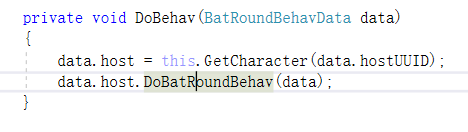 private void DoBehav(BatRoundBehavData data)
{
    data.host = this.GetCharacter(data.hostUUID);
    data.host.DoBatRoundBehav(data);
}